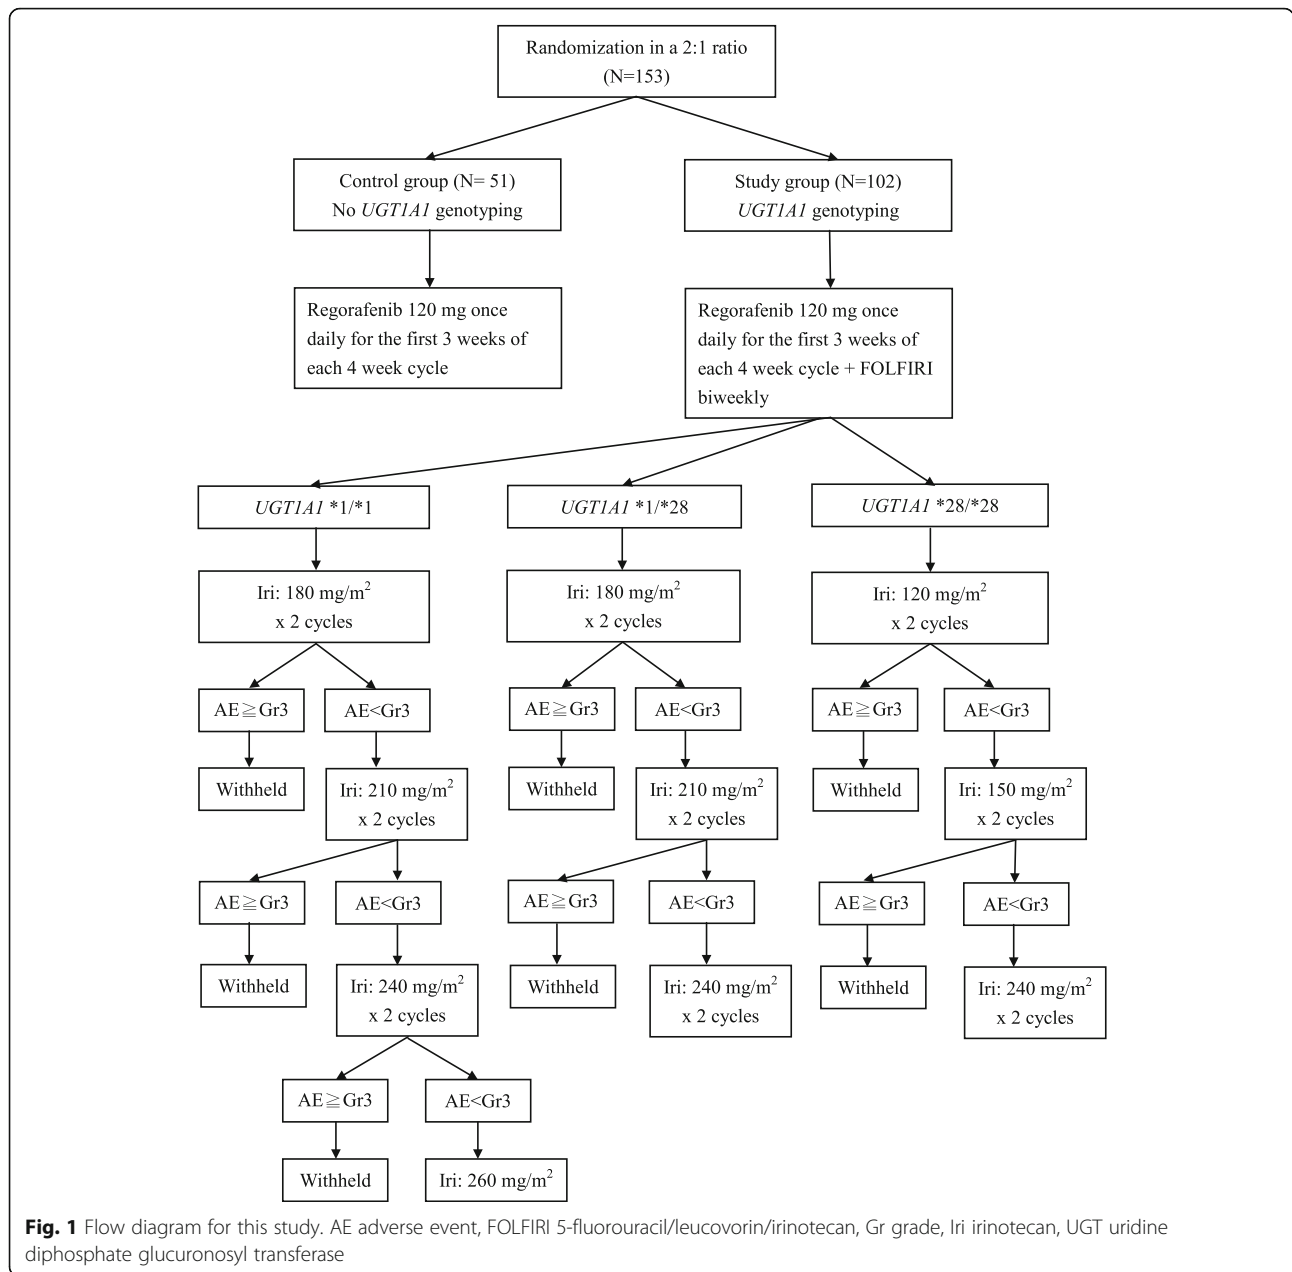 Randomization in a 2:1 ratio
(N=153)
Control group (N= 51)
No UGT1A1 genotyping
Study group (N=102)
UGT1A1 genotyping
Regorafenib 120 mg once
daily for the first 3 weeks of
each 4 week cycle
Regorafenib 120 mg once
daily for the first 3 weeks of
each 4 week cycle + FOLFIRI
biweekly
UGT1A1 *1/*1
UGT1A1 *1/*28
UGT1A1 *28/*28
Iri: 180 mg/m²
x 2 cycles
Iri: 180 mg/m²
x 2 cycles
Iri: 120 mg/m²
x 2 cycles
AE≧Gr3
AE<Gr3
AE≧Gr3
AE<Gr3
AE≧Gr3
AE<Gr3
Withheld
Iri: 210 mg/m²
x 2 cycles
Withheld
Iri: 210 mg/m²
x 2 cycles
Withheld
Iri: 150 mg/m²
x 2 cycles
AE≧Gr3
AE<Gr3
AE≧Gr3
AE<Gr3
AE≧Gr3
AE<Gr3
Withheld
Iri: 240 mg/m²
x 2 cycles
Withheld
Iri: 240 mg/m²
x 2 cycles
Withheld
Iri: 240 mg/m²
x 2 cycles
AE≧Gr3
AE<Gr3
Withheld
Iri: 260 mg/m²
Fig. 1 Flow diagram for this study. AE adverse event, FOLFIRI 5-fluorouracil/leucovorin/irinotecan, Gr grade, Iri irinotecan, UGT uridine
diphosphate glucuronosyl transferase